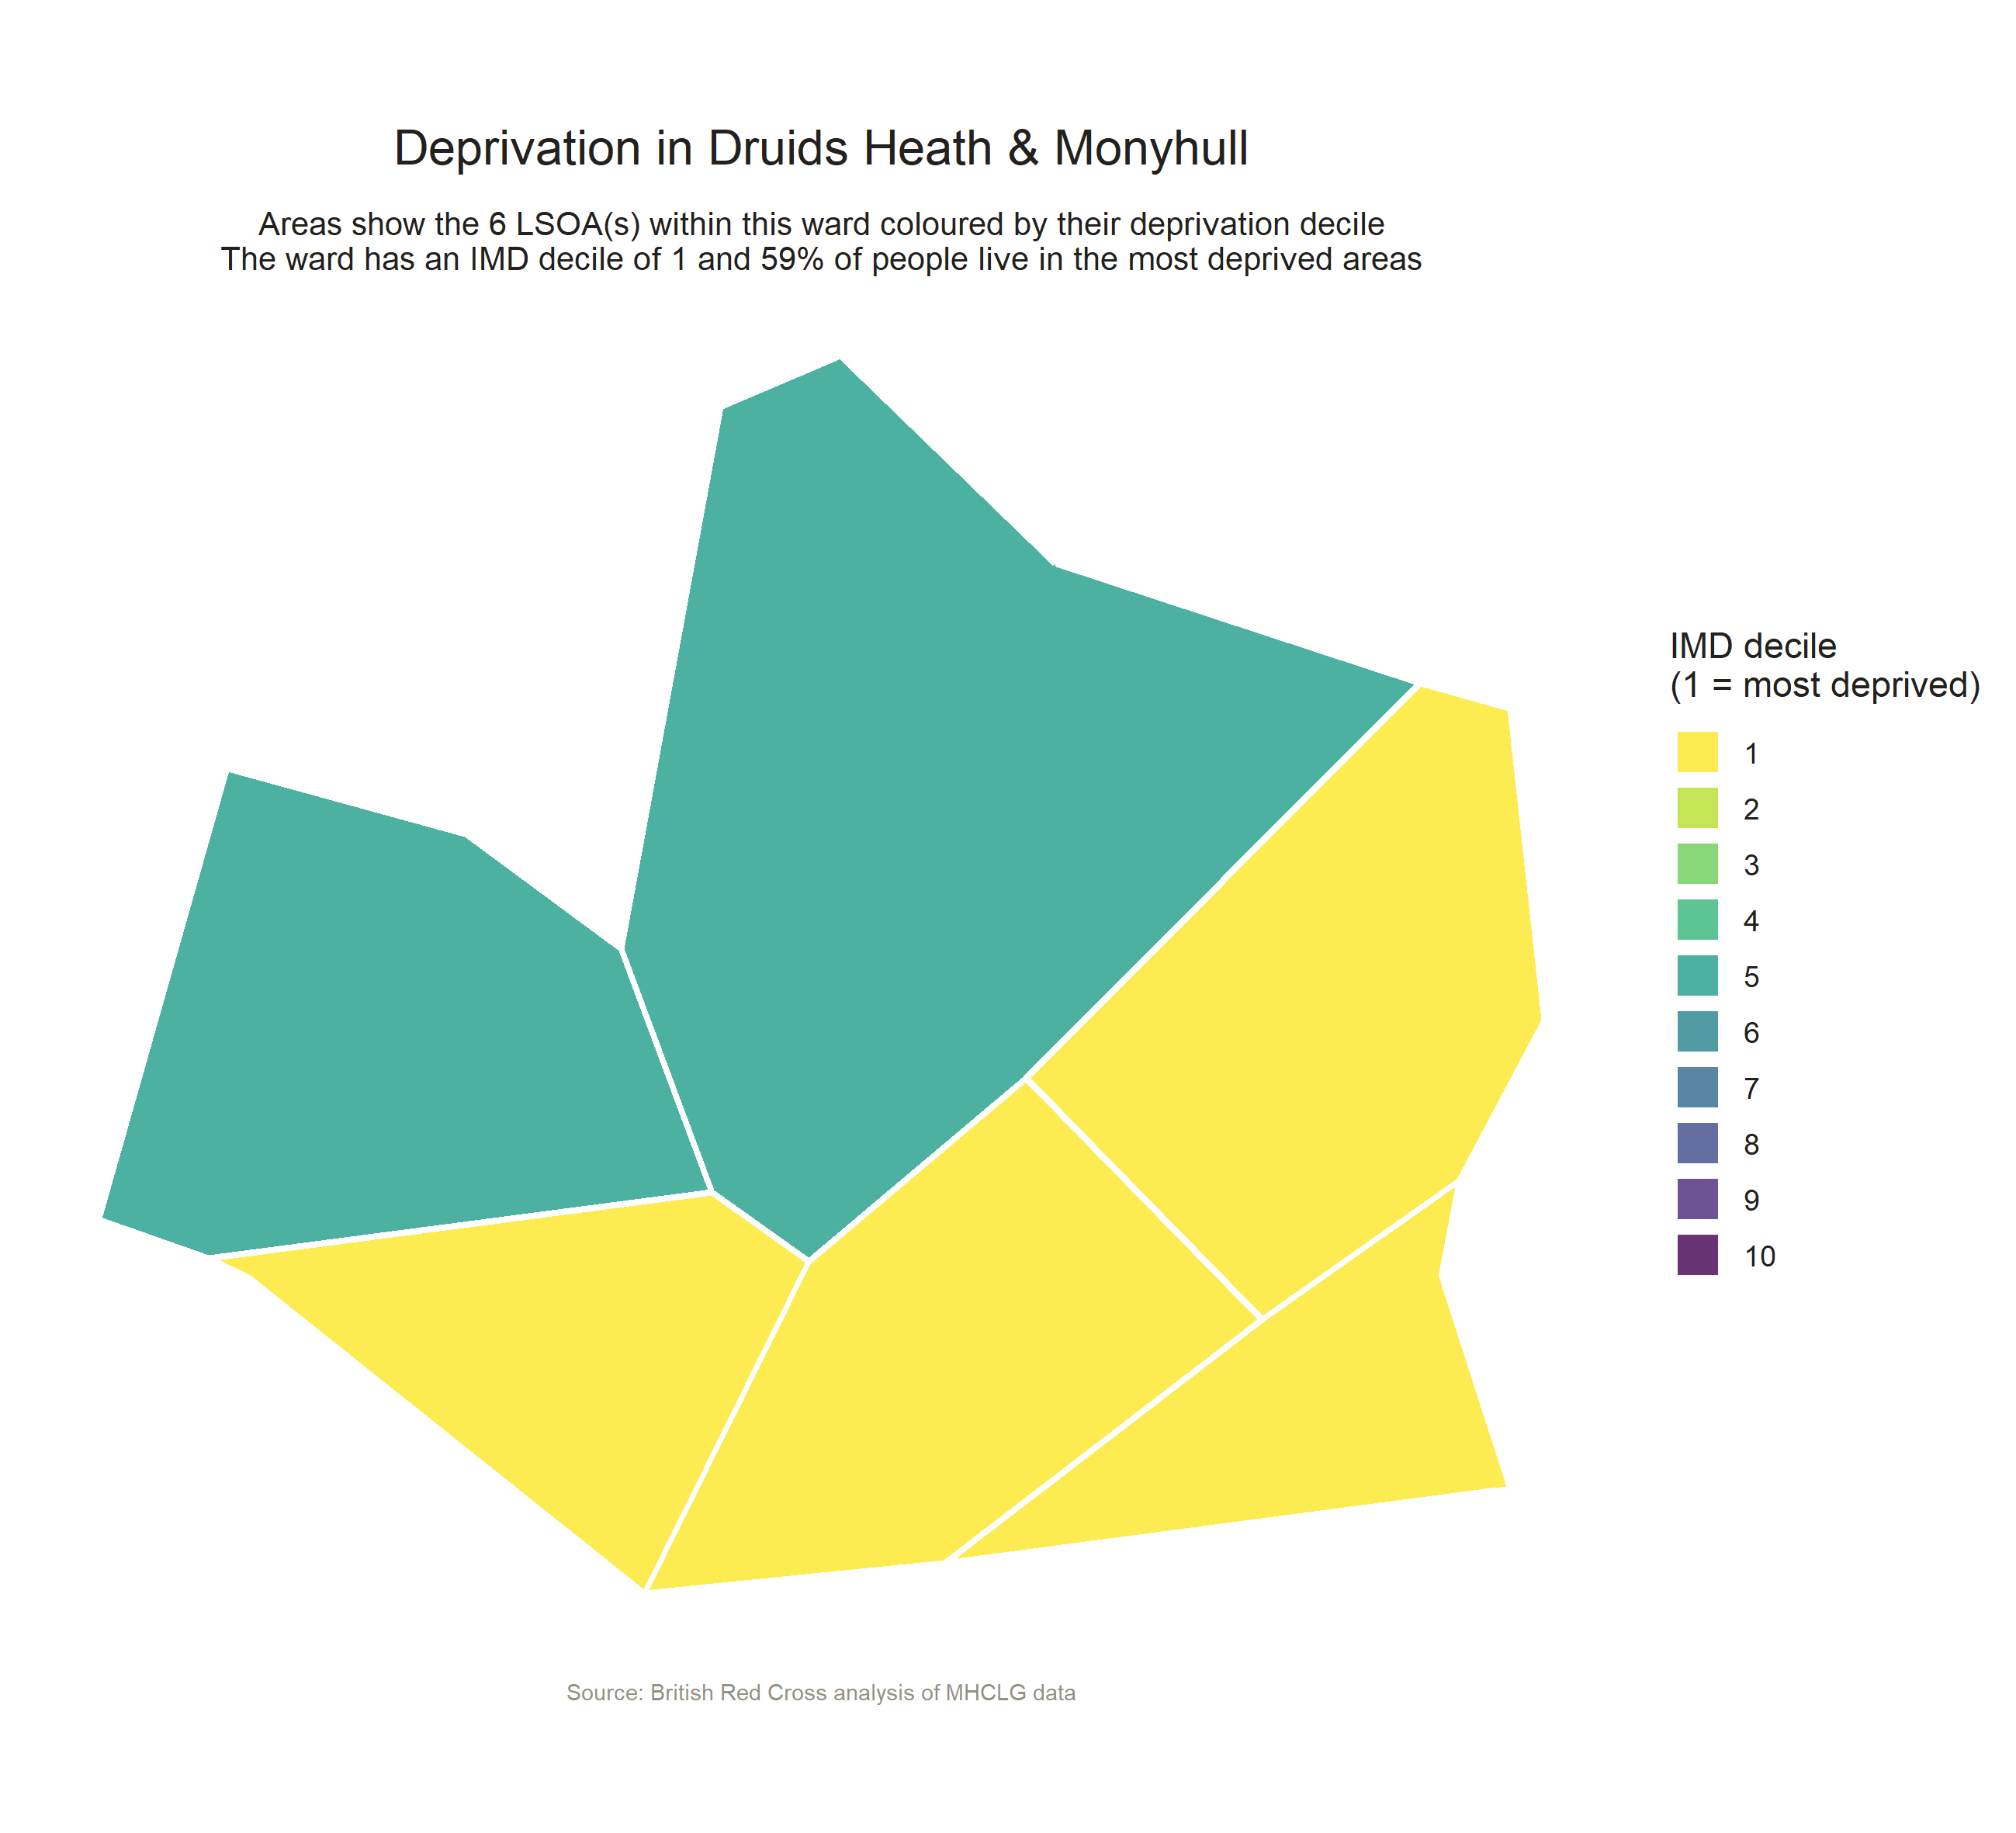 Deprivation in Druids Heath & Monyhull
Areas show the 6 LSOA(s) within this ward coloured by their deprivation decile
The ward has an IMD decile of 1 and 59% of people live in the most deprived areas
IMD decile
(1 = most deprived)
1
2
3
4
5
6
7
8
9
10
Source: British Red Cross analysis of MHCLG data